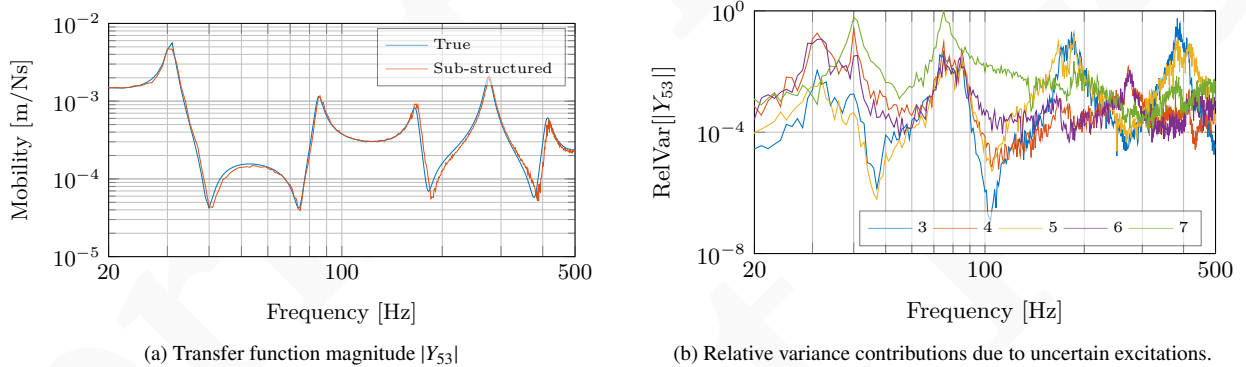 10⁻²
10⁻³
10⁻⁴
10⁻⁵
Mobility [m/Ns]
True
Sub-structured
20
100
500
Frequency [Hz]
(a) Transfer function magnitude |Y₅₃|
10⁰
10⁻⁴
10⁻⁸
RelVar[|Y₅₃|]
3 4 5 6 7
20
100
500
Frequency [Hz]
(b) Relative variance contributions due to uncertain excitations.